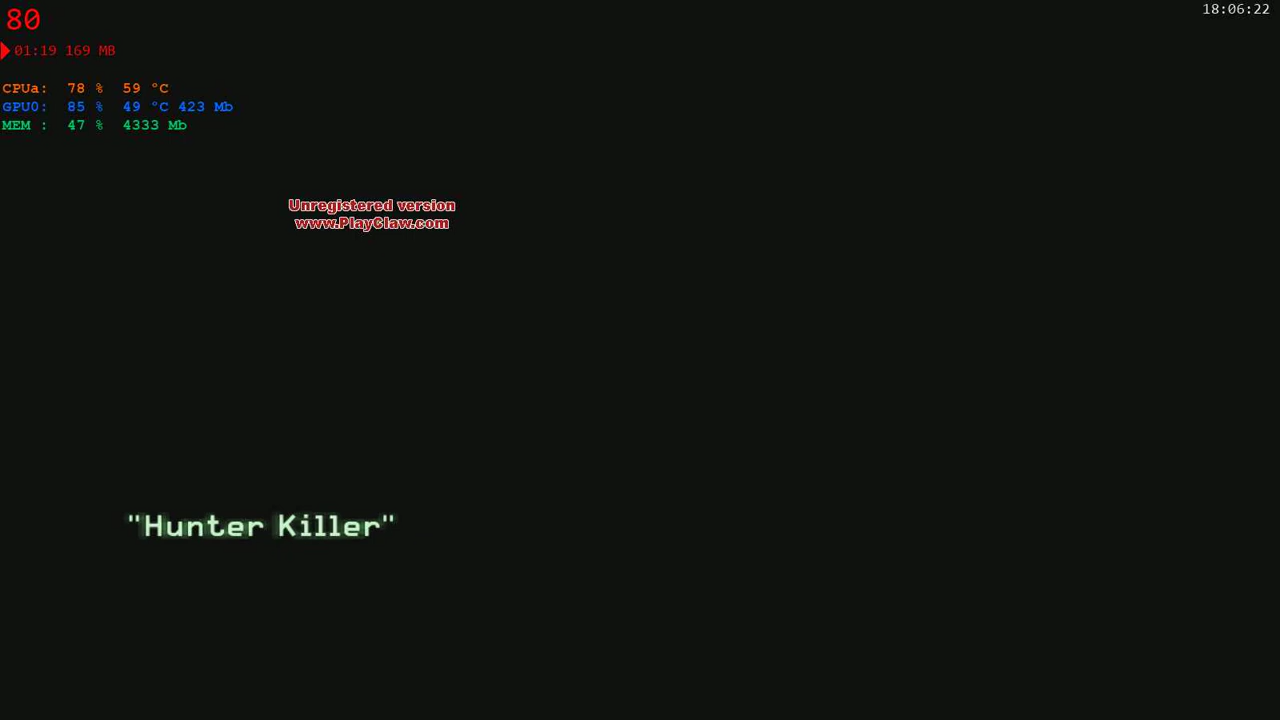 80
18:06:22
01:19 169 MB
CPUa: 78 % 59 °C
GPU0: 85 % 49 °C 423 Mb
MEM : 47 % 4333 Mb
Unregistered version
www.PlayClaw.com
"Hunter Killer"